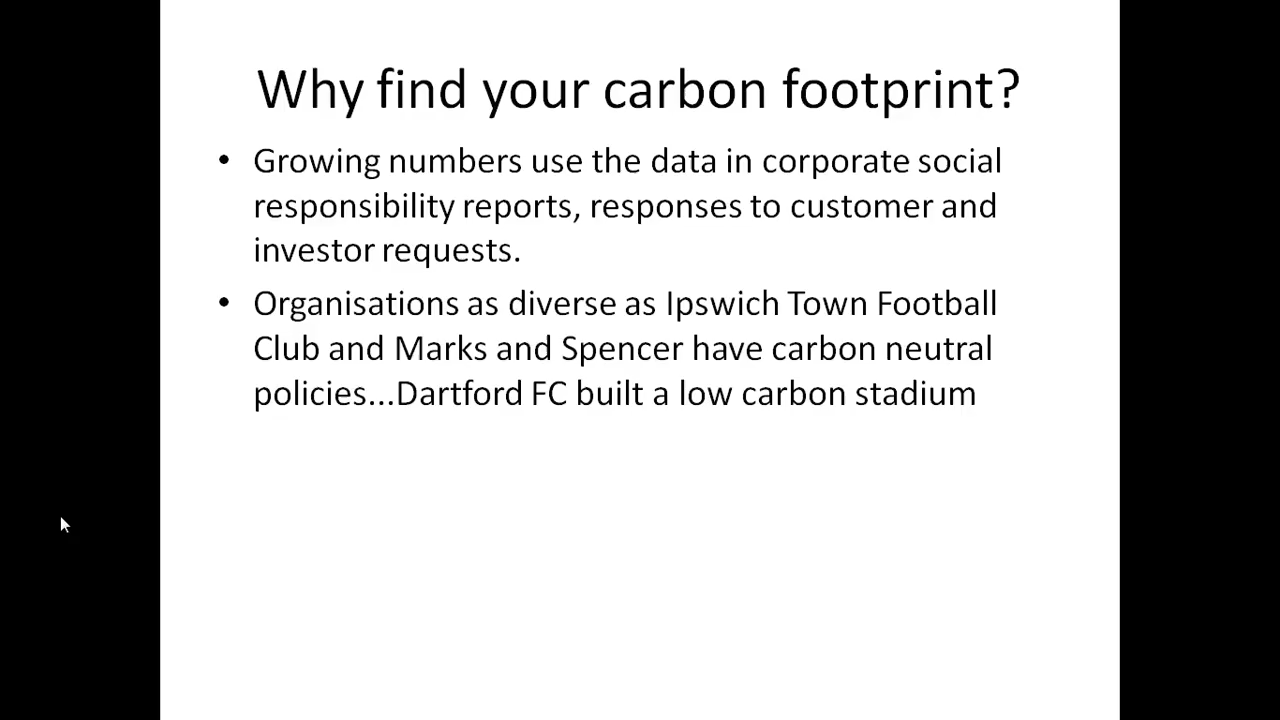 Why find your carbon footprint?
• Growing numbers use the data in corporate social
responsibility reports, responses to customer and
investor requests.
• Organisations as diverse as Ipswich Town Football
Club and Marks and Spencer have carbon neutral
policies...Dartford FC built a low carbon stadium